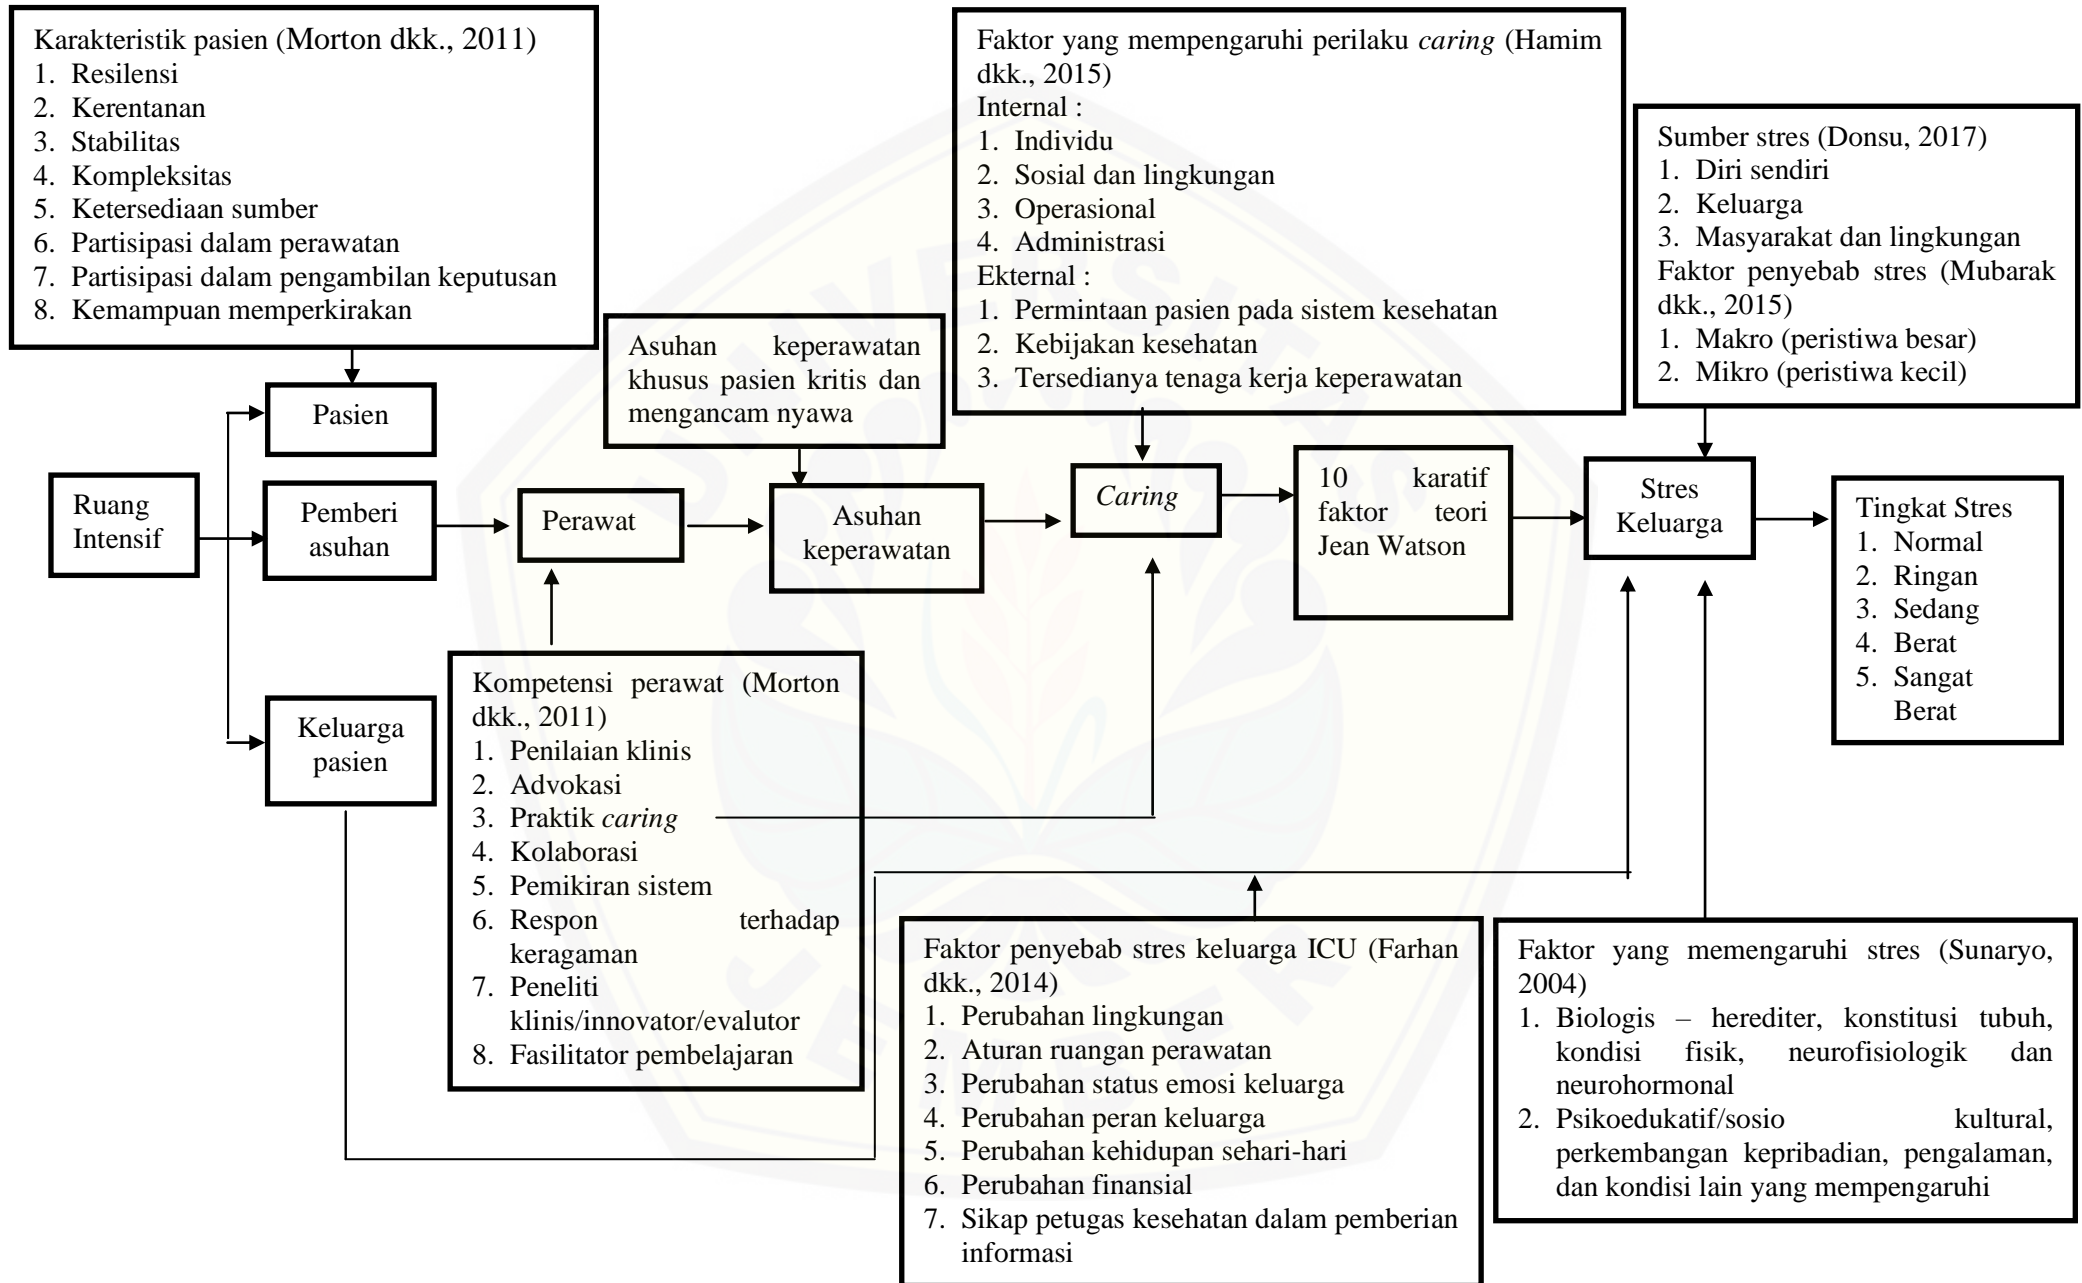 Karakteristik pasien (Morton dkk., 2011)
1. Resilensi
2. Kerentanan
3. Stabilitas
4. Kompleksitas
5. Ketersediaan sumber
6. Partisipasi dalam perawatan
7. Partisipasi dalam pengambilan keputusan
8. Kemampuan memperkirakan
Faktor yang mempengaruhi perilaku caring (Hamim
dkk., 2015)
Internal :
1. Individu
2. Sosial dan lingkungan
3. Operasional
4. Administrasi
Ekternal :
1. Permintaan pasien pada sistem kesehatan
2. Kebijakan kesehatan
3. Tersedianya tenaga kerja keperawatan
Sumber stres (Donsu, 2017)
1. Diri sendiri
2. Keluarga
3. Masyarakat dan lingkungan
Faktor penyebab stres (Mubarak
dkk., 2015)
1. Makro (peristiwa besar)
2. Mikro (peristiwa kecil)
Asuhan keperawatan
khusus pasien kritis dan
mengancam nyawa
Pasien
Ruang
Intensif
Pemberi
asuhan
Perawat
Asuhan
keperawatan
Caring
10 karatif
faktor teori
Jean Watson
Stres
Keluarga
Tingkat Stres
1. Normal
2. Ringan
3. Sedang
4. Berat
5. Sangat
Berat
Keluarga
pasien
Kompetensi perawat (Morton
dkk., 2011)
1. Penilaian klinis
2. Advokasi
3. Praktik caring
4. Kolaborasi
5. Pemikiran sistem
6. Respon terhadap
keragaman
7. Peneliti
klinis/innovator/evalutor
8. Fasilitator pembelajaran
Faktor penyebab stres keluarga ICU (Farhan
dkk., 2014)
1. Perubahan lingkungan
2. Aturan ruangan perawatan
3. Perubahan status emosi keluarga
4. Perubahan peran keluarga
5. Perubahan kehidupan sehari-hari
6. Perubahan finansial
7. Sikap petugas kesehatan dalam pemberian
informasi
Faktor yang memengaruhi stres (Sunaryo,
2004)
1. Biologis – herediter, konstitusi tubuh,
kondisi fisik, neurofisiologik dan
neurohormonal
2. Psikoedukatif/sosio kultural,
perkembangan kepribadian, pengalaman,
dan kondisi lain yang mempengaruhi
UNIVERSITAS
JEMBER